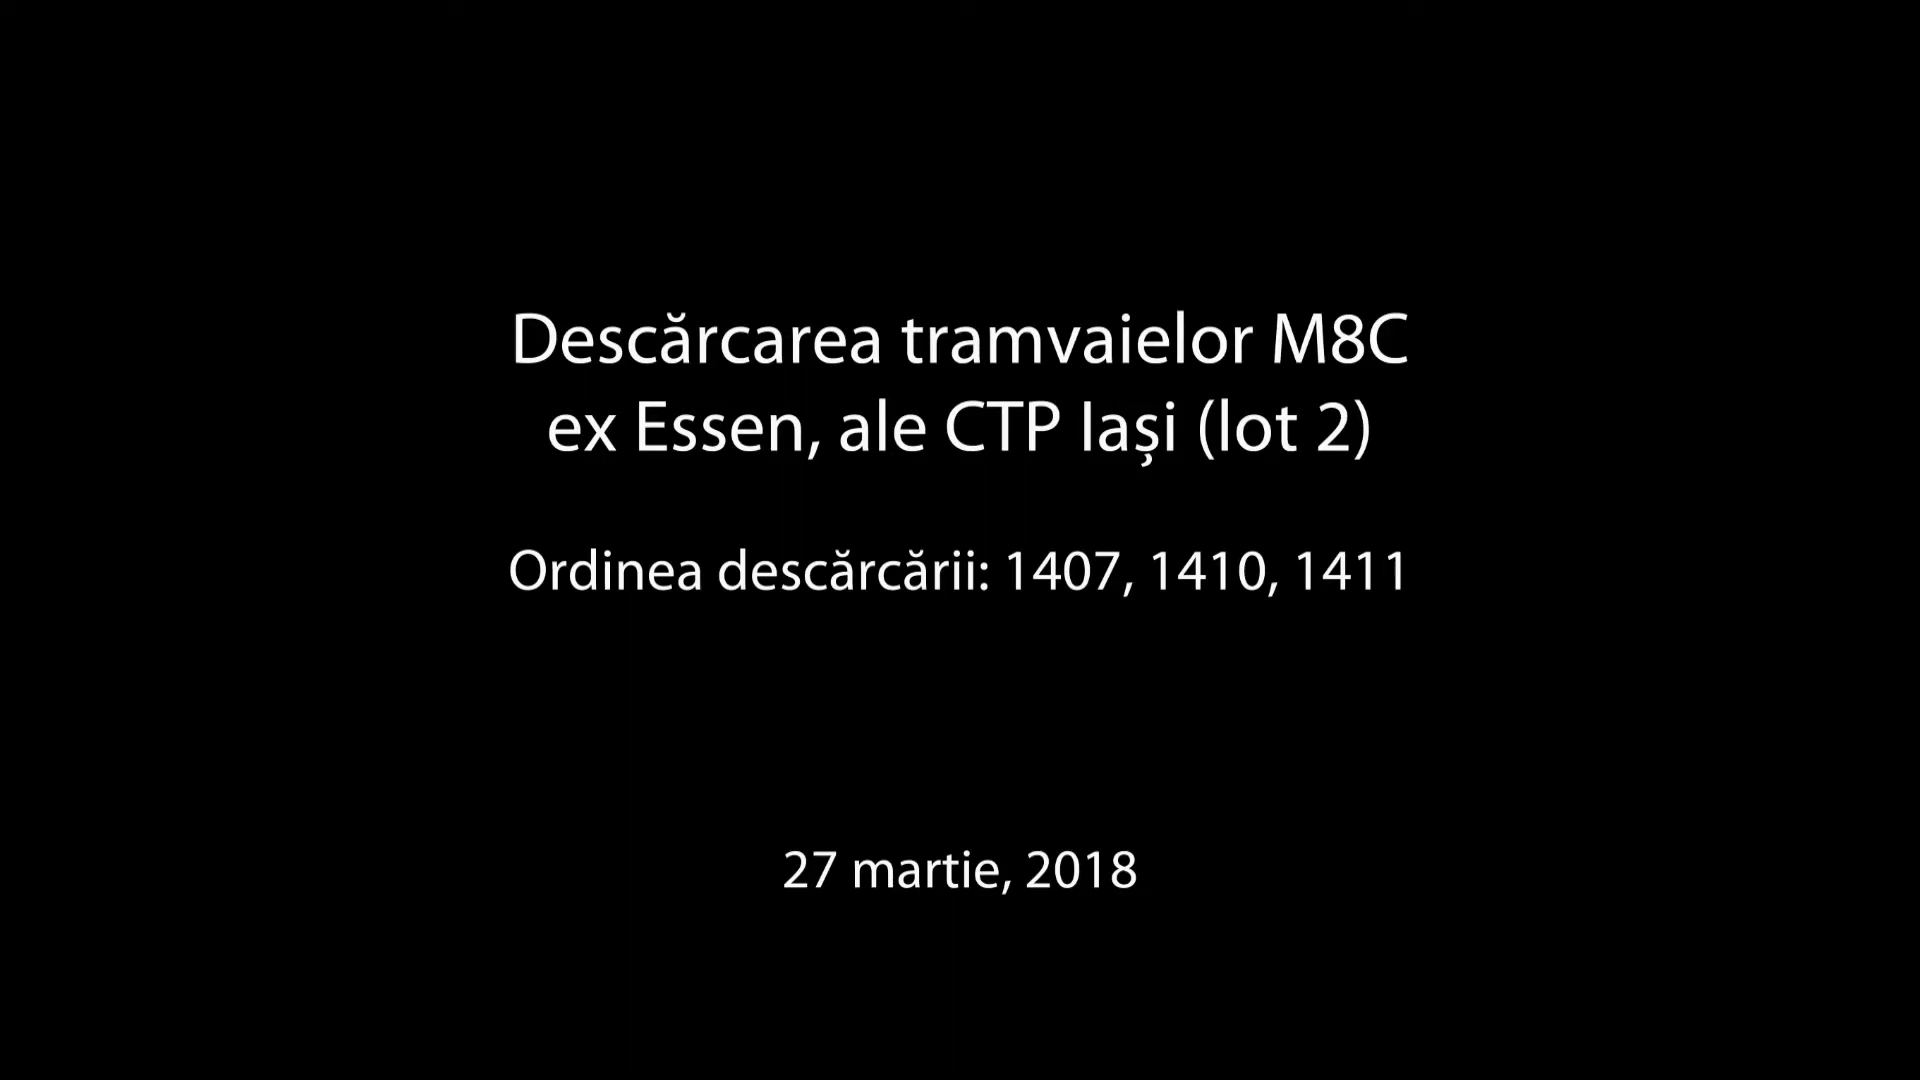 Descărcarea tramvaielor M8C
ex Essen, ale CTP Iași (lot 2)
Ordinea descărcării: 1407, 1410, 1411
27 martie, 2018